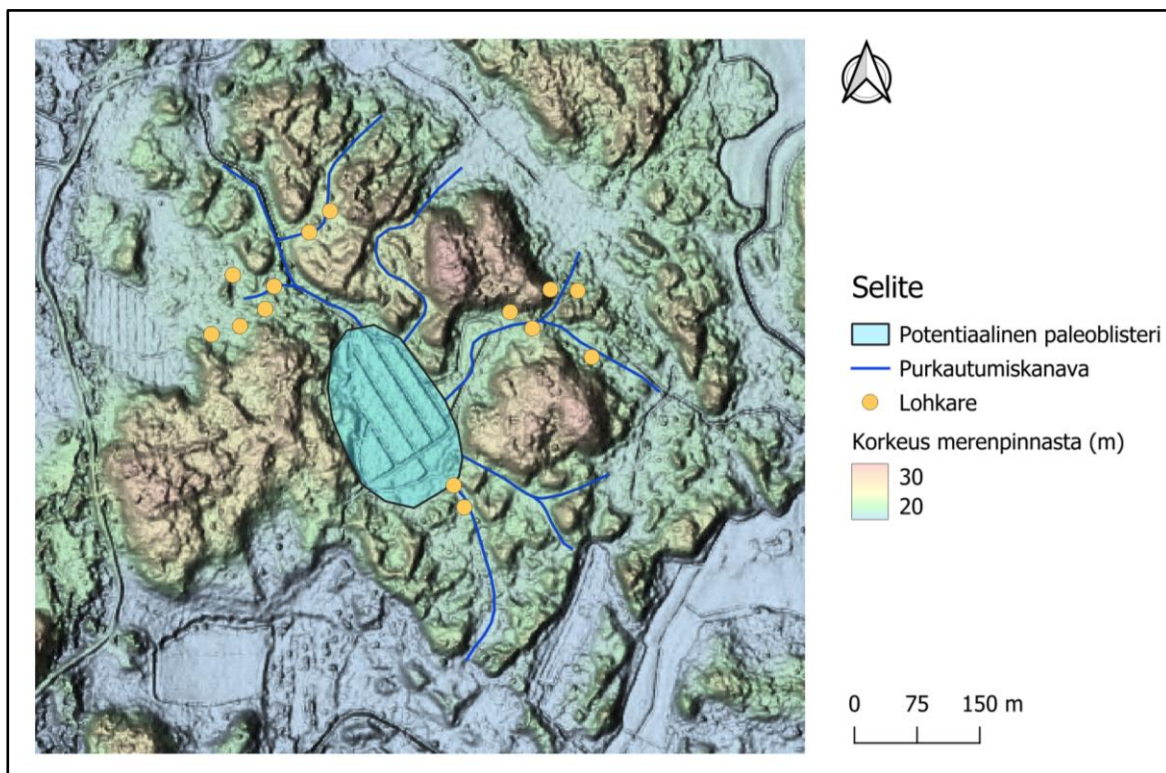 Selite
Potentiaalinen paleoblisteri
Purkautumiskanava
Lohkare
Korkeus merenpinnasta (m)
30
20
0 75 150 m